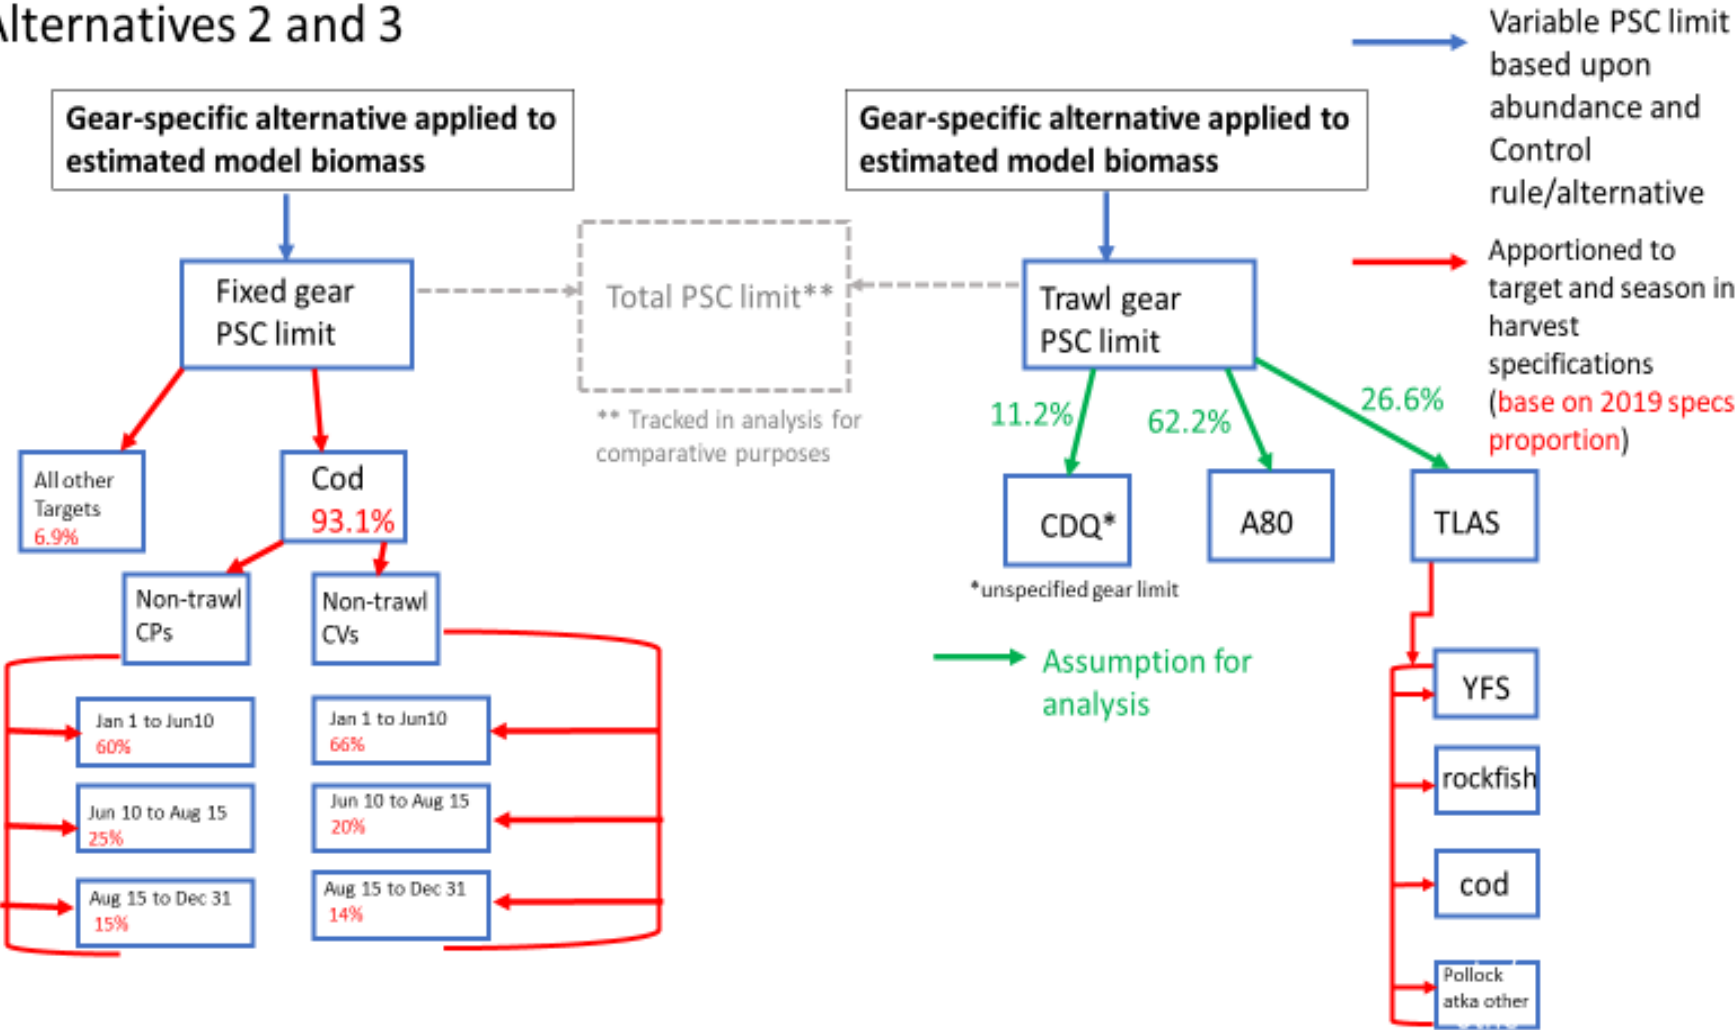 Alternatives 2 and 3
Gear-specific alternative applied to
estimated model biomass
Fixed gear
PSC limit
All other
Targets
6.9%
Cod
93.1%
Non-trawl
CPs
Non-trawl
CVs
Jan 1 to Jun10
60%
Jun 10 to Aug 15
25%
Aug 15 to Dec 31
15%
Jan 1 to Jun10
66%
Jun 10 to Aug 15
20%
Aug 15 to Dec 31
14%
Total PSC limit**
** Tracked in analysis for
comparative purposes
Gear-specific alternative applied to
estimated model biomass
Trawl gear
PSC limit
11.2%
62.2%
26.6%
CDQ*
A80
TLAS
*unspecified gear limit
Assumption for
analysis
YFS
rockfish
cod
Pollock
atka other
Variable PSC limit
based upon
abundance and
Control
rule/alternative
Apportioned to
target and season in
harvest
specifications
(base on 2019 specs
proportion)